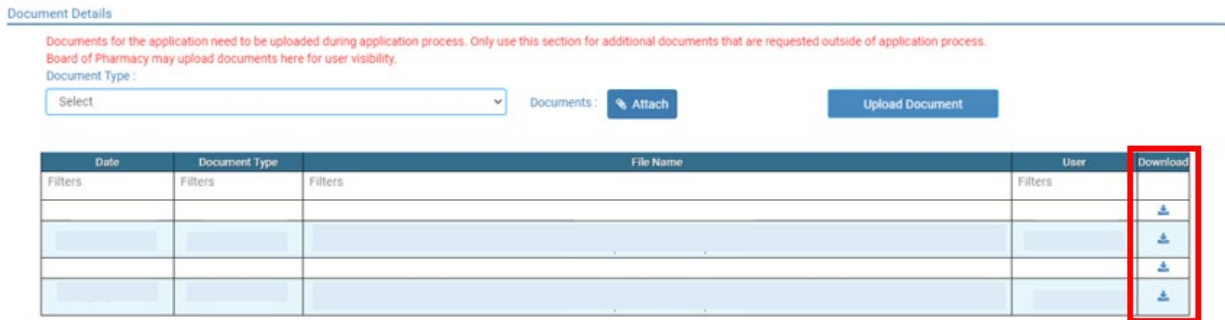 Document Details
Documents for the application need to be uploaded during application process. Only use this section for additional documents that are requested outside of application process.
Board of Pharmacy may upload documents here for user visibility.
Document Type :
Select Documents : Attach Upload Document
Date Document Type File Name User Download
Filters Filters Filters Filters